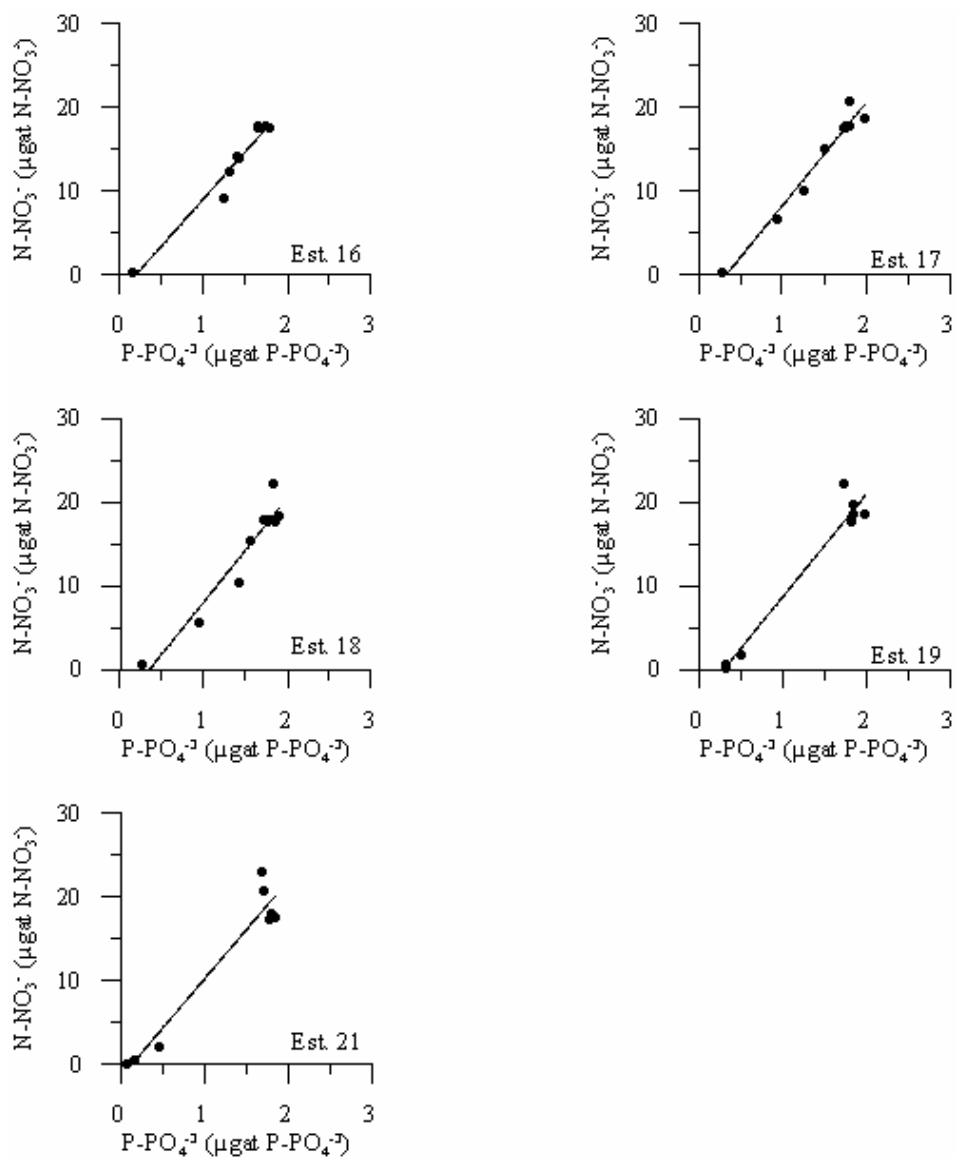 30
20
10
0
N-NO₃⁻ (µgat N-NO₃⁻)
Est. 16
0 1 2 3
P-PO₄⁻³ (µgat P-PO₄⁻³)
30
20
10
0
N-NO₃⁻ (µgat N-NO₃⁻)
Est. 17
0 1 2 3
P-PO₄⁻³ (µgat P-PO₄⁻³)
30
20
10
0
N-NO₃⁻ (µgat N-NO₃⁻)
Est. 18
0 1 2 3
P-PO₄⁻³ (µgat P-PO₄⁻³)
30
20
10
0
N-NO₃⁻ (µgat N-NO₃⁻)
Est. 19
0 1 2 3
P-PO₄⁻³ (µgat P-PO₄⁻³)
30
20
10
0
N-NO₃⁻ (µgat N-NO₃⁻)
Est. 21
0 1 2 3
P-PO₄⁻³ (µgat P-PO₄⁻³)